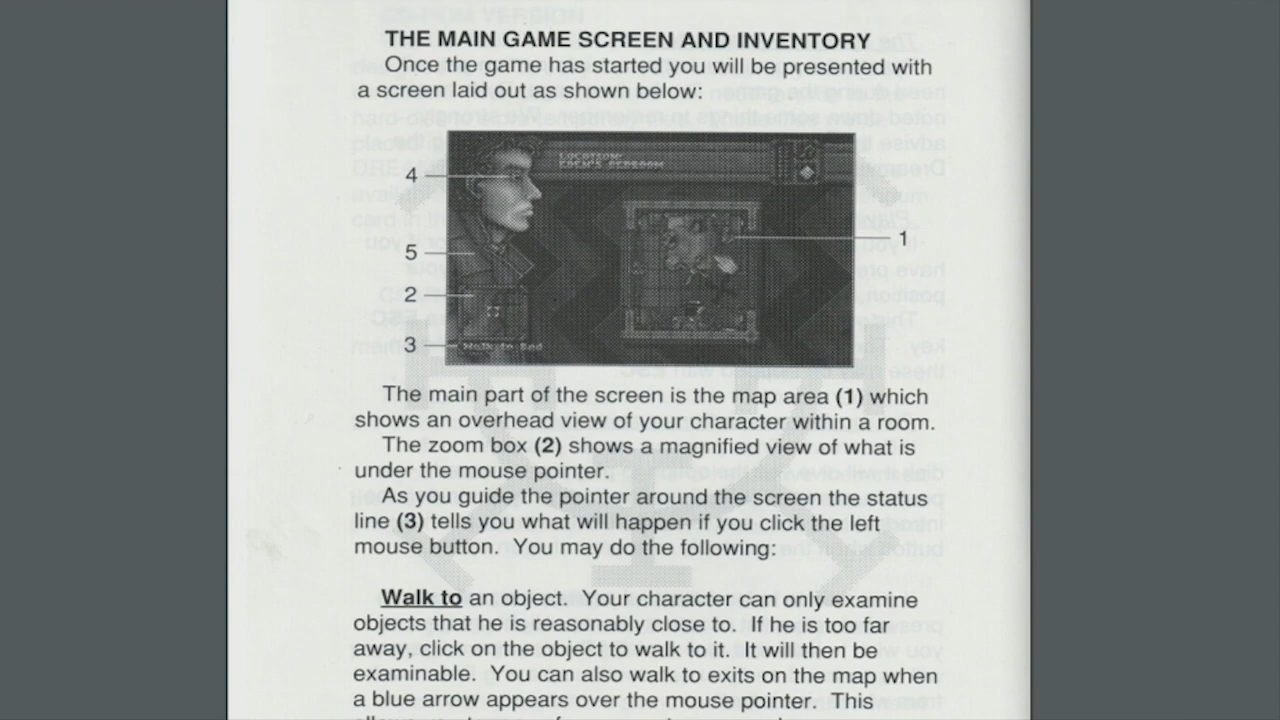 THE MAIN GAME SCREEN AND INVENTORY
Once the game has started you will be presented with
a screen laid out as shown below:
4
1
5
2
3
Walk to Bed
The main part of the screen is the map area (1) which
shows an overhead view of your character within a room.
The zoom box (2) shows a magnified view of what is
under the mouse pointer.
As you guide the pointer around the screen the status
line (3) tells you what will happen if you click the left
mouse button. You may do the following:
Walk to an object. Your character can only examine
objects that he is reasonably close to. If he is too far
away, click on the object to walk to it. It will then be
examinable. You can also walk to exits on the map when
a blue arrow appears over the mouse pointer. This